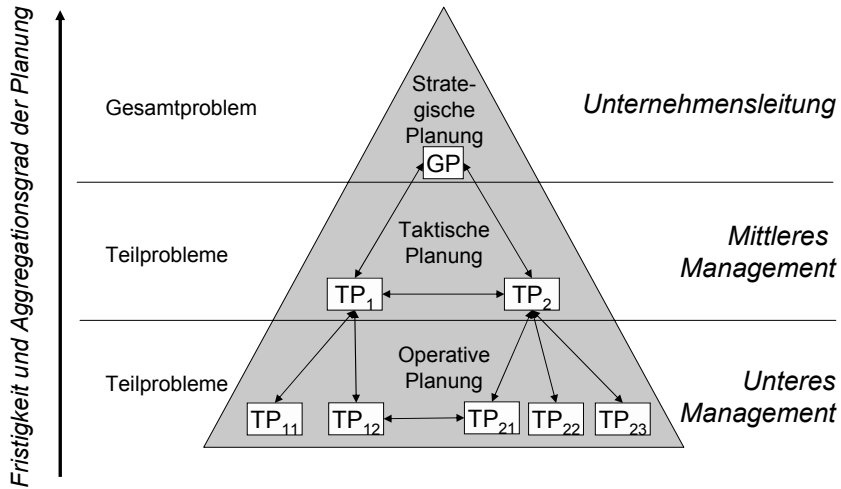 Fristigkeit und Aggregationsgrad der Planung
Gesamtproblem
Strate-
gische
Planung
GP
Unternehmensleitung
Teilprobleme
Taktische
Planung
Mittleres
Management
TP1
TP2
Teilprobleme
Operative
Planung
Unteres
Management
TP11
TP12
TP21
TP22
TP23